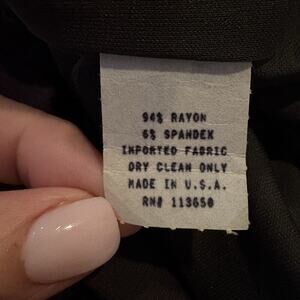 94% RAYON
6% SPANDEX
IMPORTED FABRIC
DRY CLEAN ONLY
MADE IN U.S.A.
RN# 113650